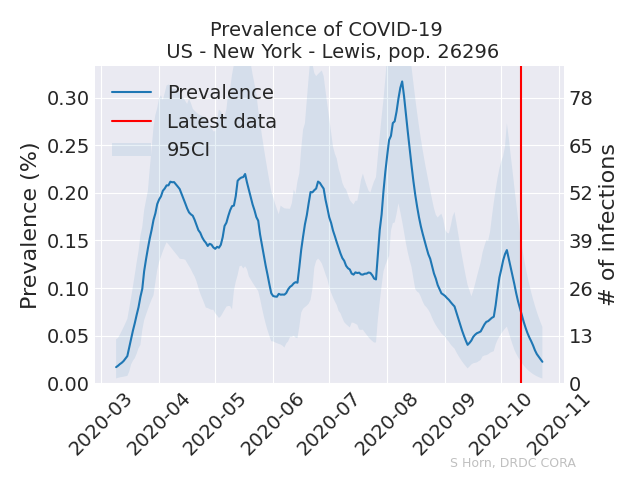 Prevalence of COVID-19
US - New York - Lewis, pop. 26296
Prevalence (%)
0.30
0.25
0.20
0.15
0.10
0.05
0.00
Prevalence
Latest data
95CI
78
65
52
39
26
13
0
# of infections
2020-03
2020-04
2020-05
2020-06
2020-07
2020-08
2020-09
2020-10
2020-11
S Horn, DRDC CORA